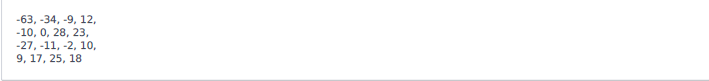 -63, -34, -9, 12,
-10, 0, 28, 23,
-27, -11, -2, 10,
9, 17, 25, 18